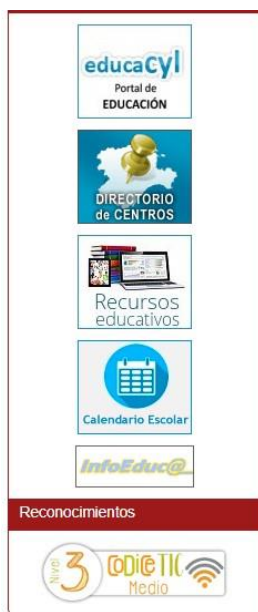 educacyl
Portal de
EDUCACIÓN
DIRECTORIO
de CENTROS
Recursos
educativos
Calendario Escolar
InfoEduc@
Reconocimientos
Nivel
3
CoDiCe TIC
Medio